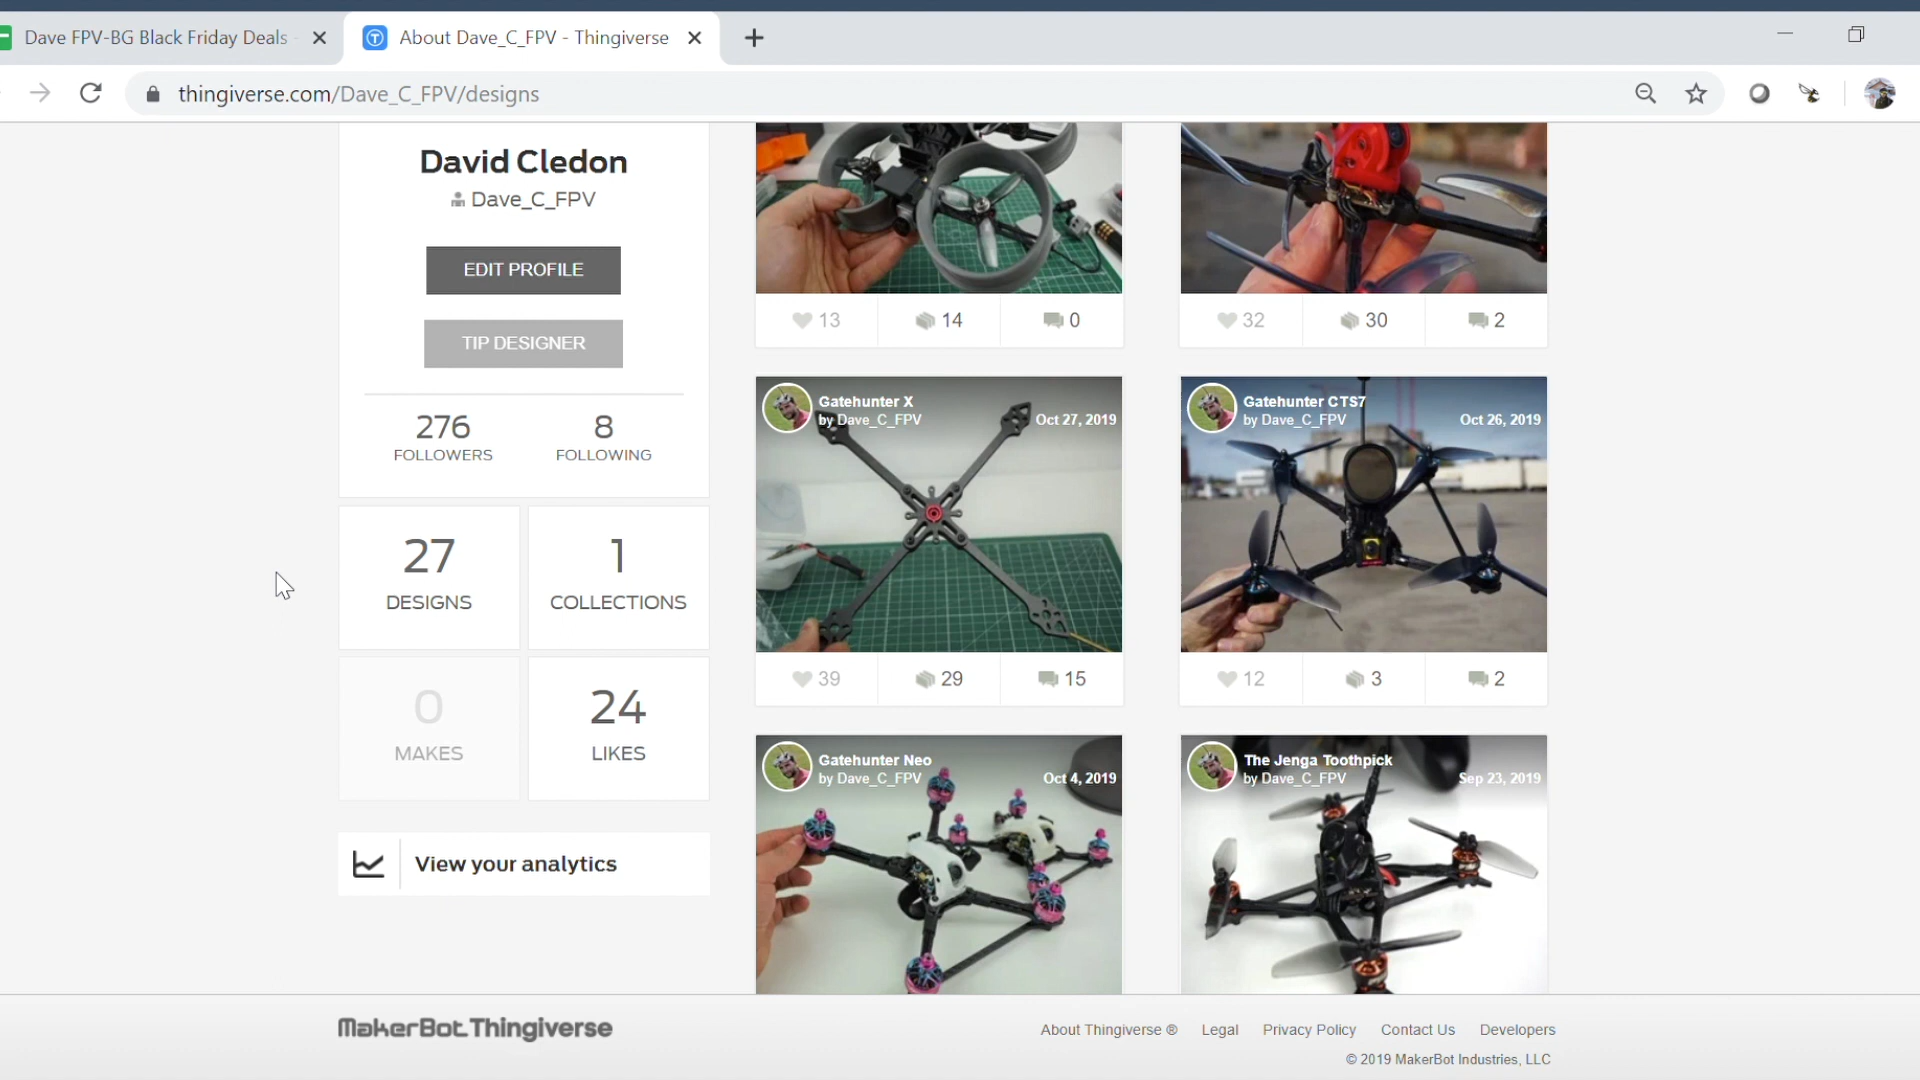 Dave FPV-BG Black Friday Deals -
About Dave_C_FPV - Thingiverse
thingiverse.com/Dave_C_FPV/designs
David Cledon
Dave_C_FPV
EDIT PROFILE
TIP DESIGNER
276
FOLLOWERS
8
FOLLOWING
27
DESIGNS
1
COLLECTIONS
0
MAKES
24
LIKES
View your analytics
13
14
0
32
30
2
Gatehunter X
by Dave_C_FPV
Oct 27, 2019
39
29
15
Gatehunter CTS7
by Dave_C_FPV
Oct 26, 2019
12
3
2
Gatehunter Neo
by Dave_C_FPV
Oct 4, 2019
The Jenga Toothpick
by Dave_C_FPV
Sep 23, 2019
MakerBot Thingiverse
About Thingiverse ®
Legal
Privacy Policy
Contact Us
Developers
© 2019 MakerBot Industries, LLC